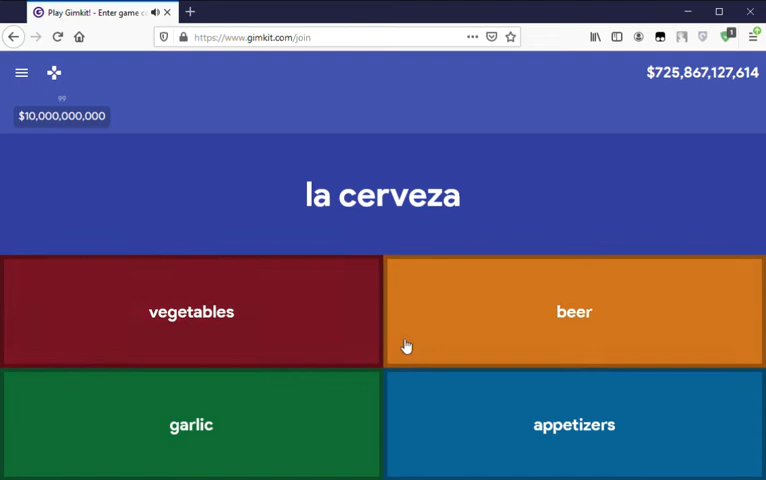 Play Gimkit! - Enter game c
https://www.gimkit.com/join
1
$725,867,127,614
99
$10,000,000,000
la cerveza
vegetables
beer
garlic
appetizers